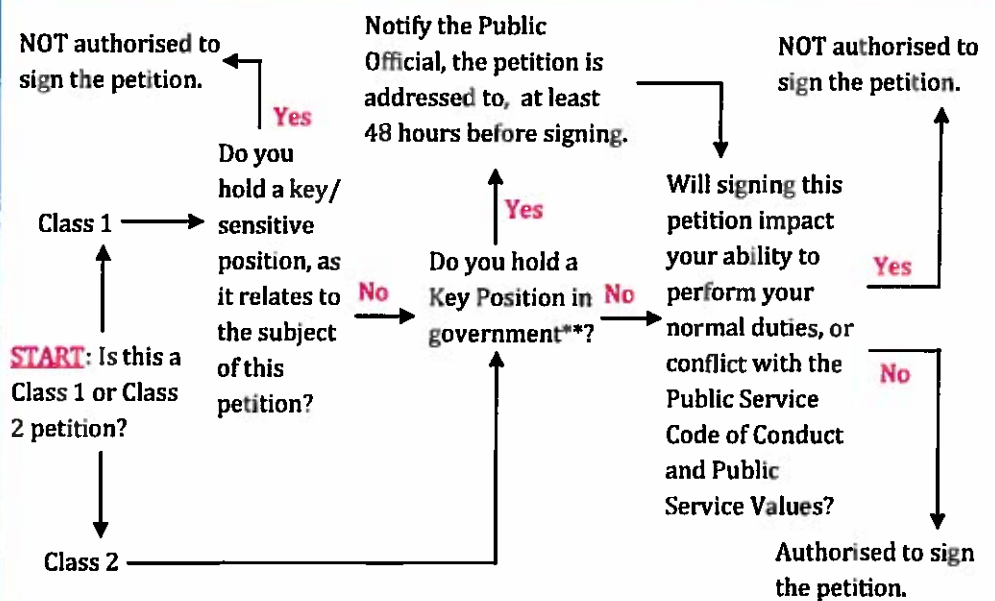 NOT authorised to
sign the petition.
Yes
Do you
hold a key/
sensitive
position, as
it relates to
the subject
of this
petition?
Class 1
START: Is this a
Class 1 or Class
2 petition?
Class 2
No
Notify the Public
Official, the petition is
addressed to, at least
48 hours before signing.
Yes
Do you hold a
Key Position in
government**?
No
Will signing this
petition impact
your ability to
perform your
normal duties, or
conflict with the
Public Service
Code of Conduct
and Public
Service Values?
Yes
NOT authorised to
sign the petition.
No
Authorised to sign
the petition.